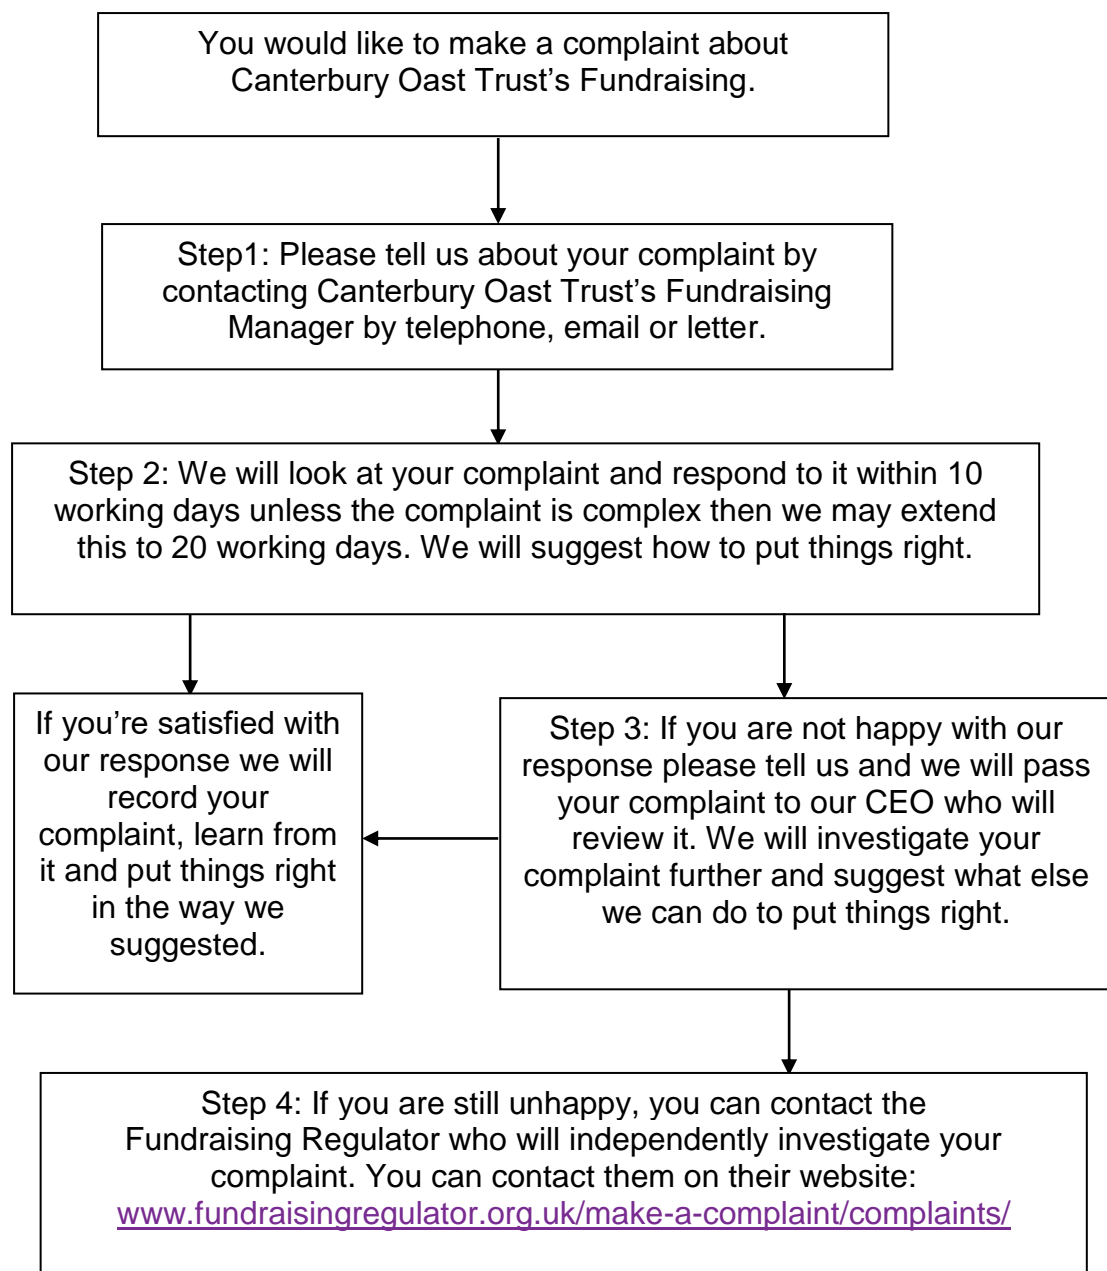 You would like to make a complaint about
Canterbury Oast Trust’s Fundraising.
Step1: Please tell us about your complaint by
contacting Canterbury Oast Trust’s Fundraising
Manager by telephone, email or letter.
Step 2: We will look at your complaint and respond to it within 10
working days unless the complaint is complex then we may extend
this to 20 working days. We will suggest how to put things right.
If you’re satisfied with
our response we will
record your
complaint, learn from
it and put things right
in the way we
suggested.
Step 3: If you are not happy with our
response please tell us and we will pass
your complaint to our CEO who will
review it. We will investigate your
complaint further and suggest what else
we can do to put things right.
Step 4: If you are still unhappy, you can contact the
Fundraising Regulator who will independently investigate your
complaint. You can contact them on their website:
www.fundraisingregulator.org.uk/make-a-complaint/complaints/